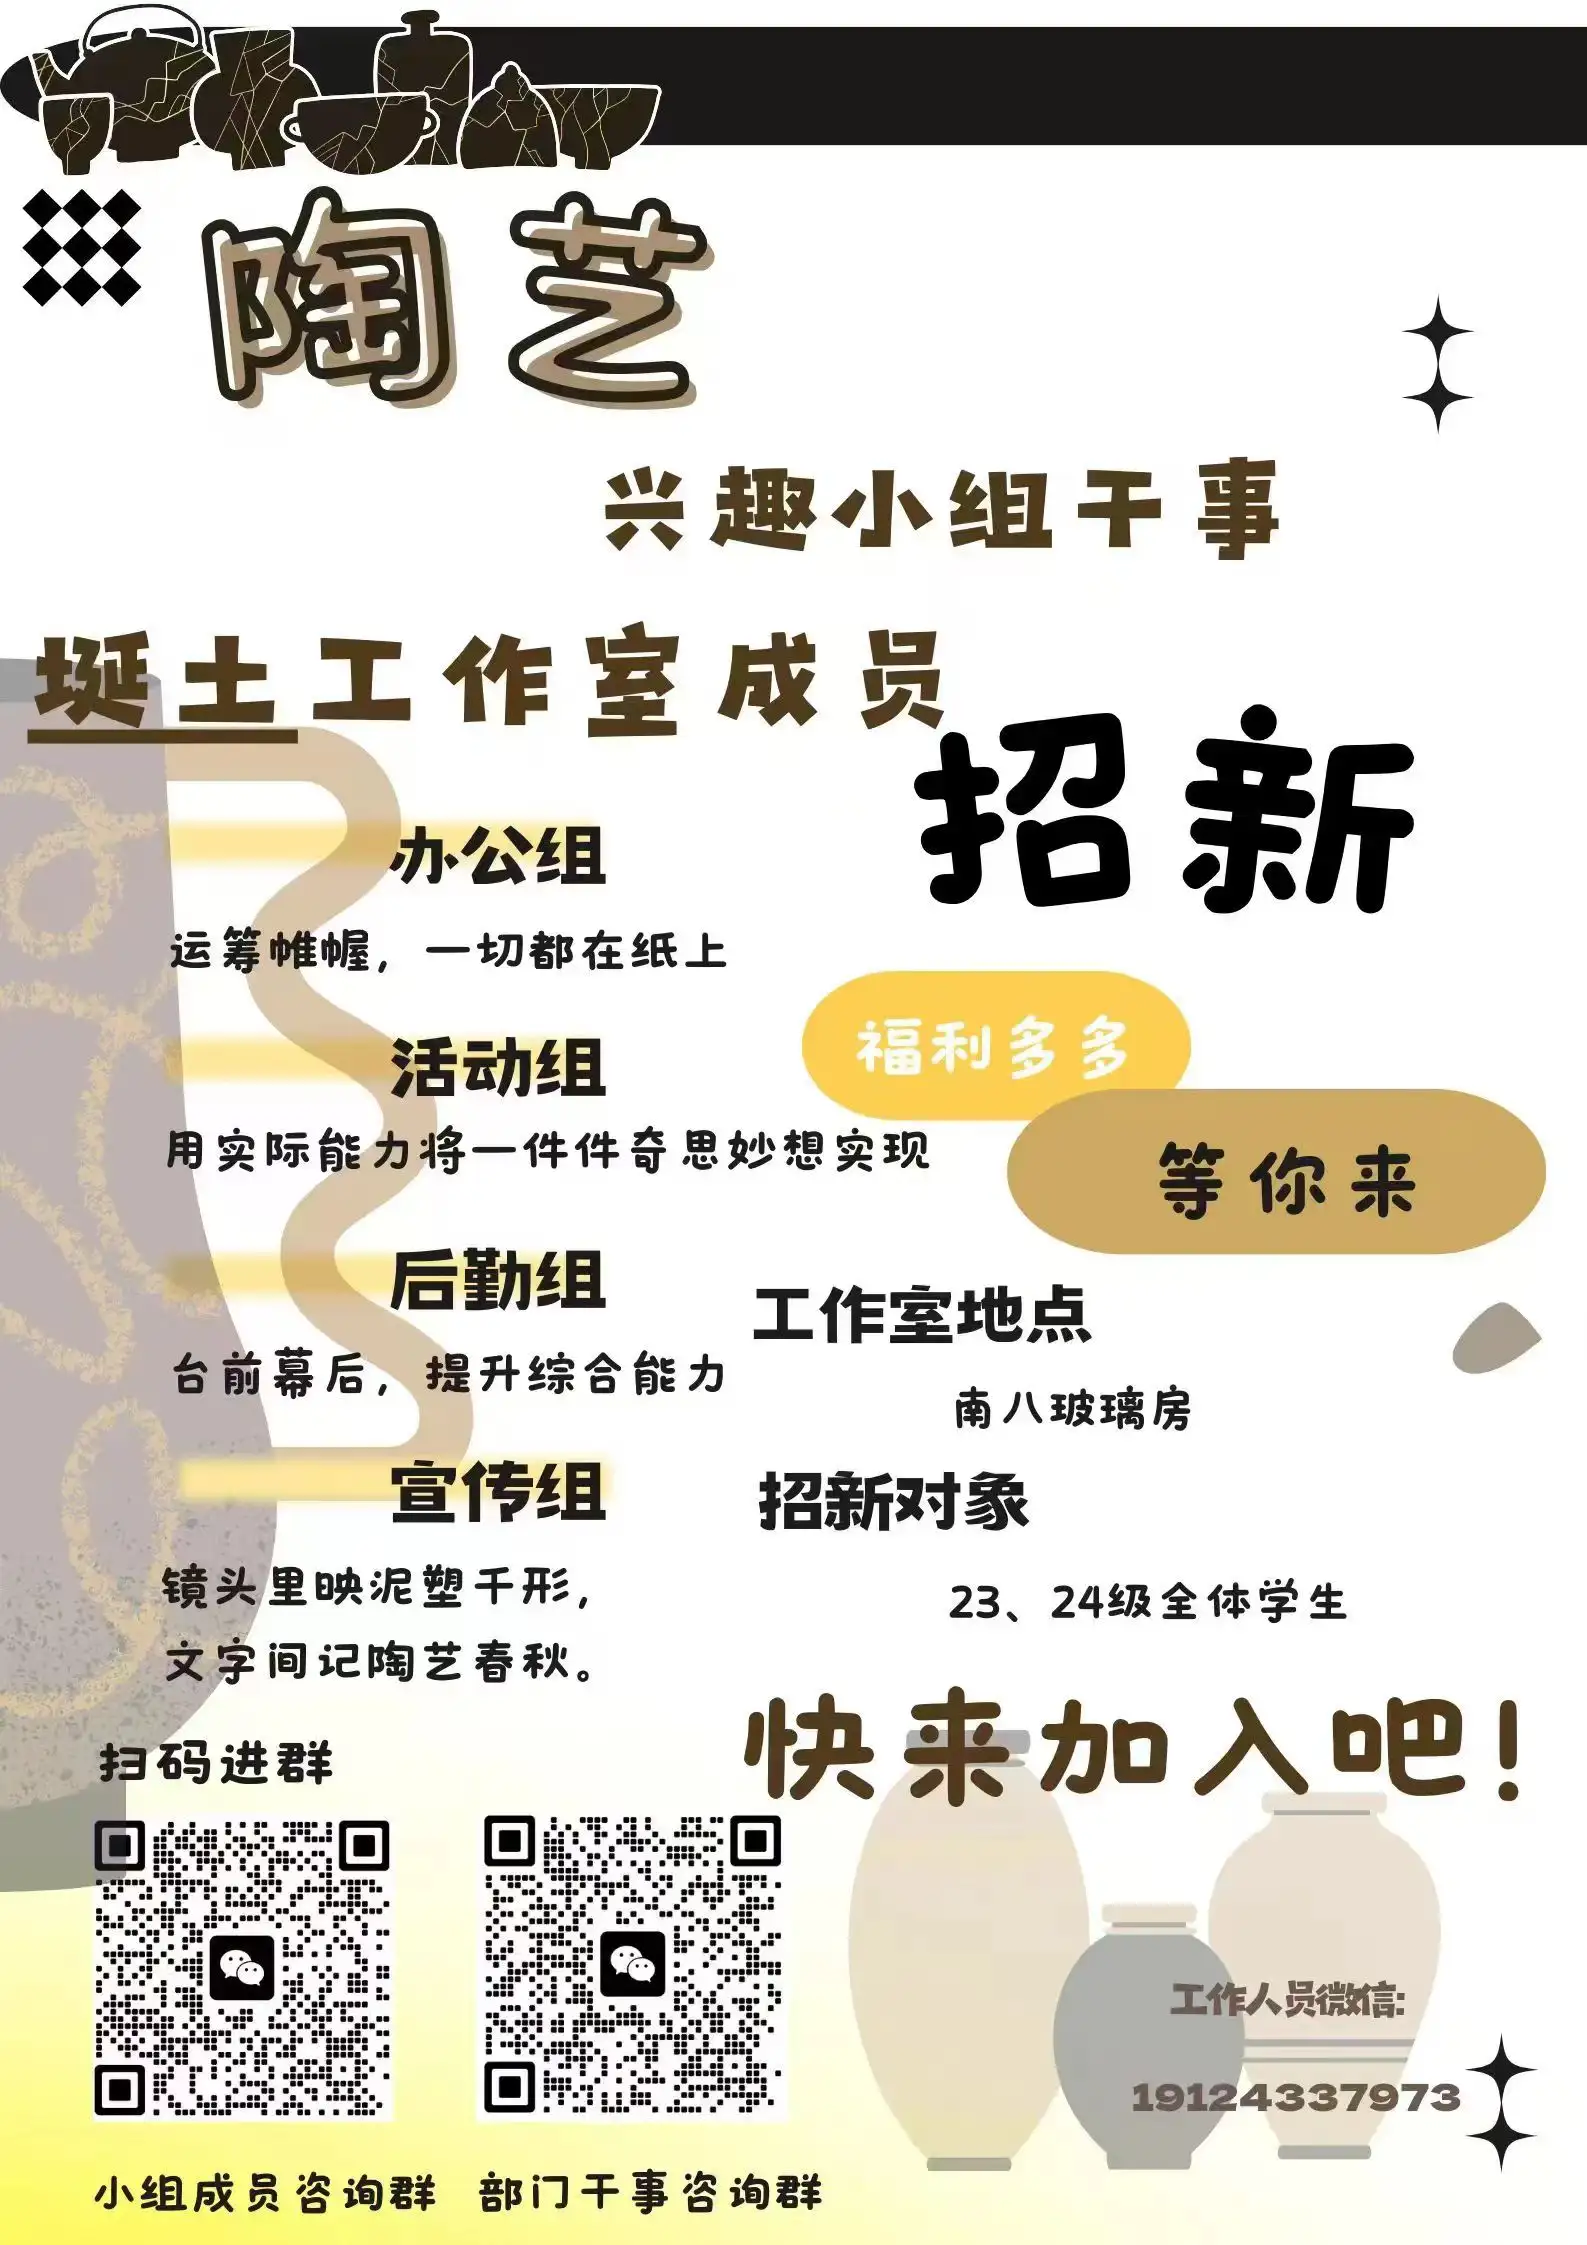 陶艺
兴趣小组干事
埏土工作室成员
招新
办公组
运筹帷幄，一切都在纸上
活动组
用实际能力将一件件奇思妙想实现
后勤组
台前幕后，提升综合能力
宣传组
镜头里映泥塑千形，
文字间记陶艺春秋。
福利多多
等你来
工作室地点
南八玻璃房
招新对象
23、24级全体学生
快来加入吧！
扫码进群
小组成员咨询群
部门干事咨询群
工作人员微信:
19124337973